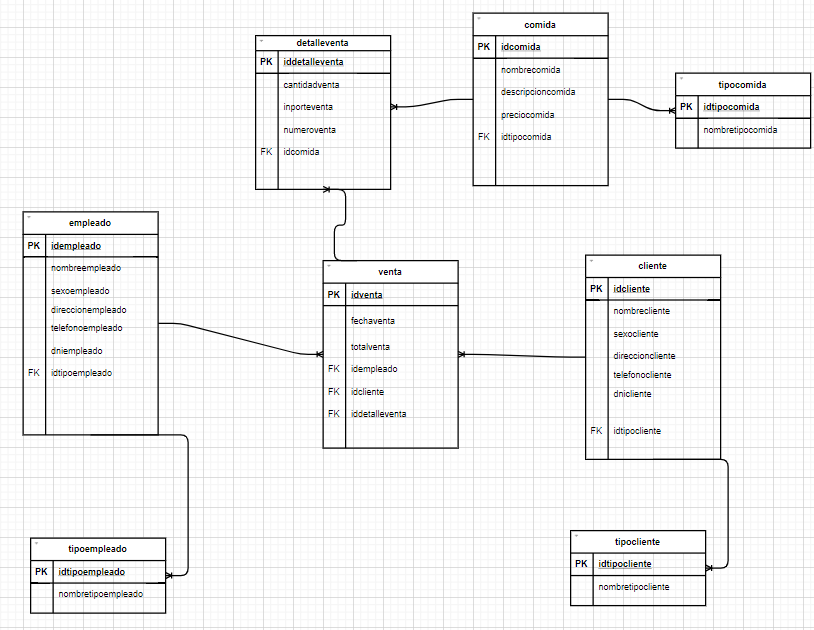 detalleventa
PK iddetalleventa
cantidadventa
inporteventa
numeroventa
FK idcomida
comida
PK idcomida
nombrecomida
descripcioncomida
preciocomida
FK idtipocomida
tipocomida
PK idtipocomida
nombretipocomida
empleado
PK idempleado
nombreempleado
sexoempleado
direccionempleado
telefonoempleado
dniempleado
FK idtipoempleado
venta
PK idventa
fechaventa
totalventa
FK idempleado
FK idcliente
FK iddetalleventa
cliente
PK idcliente
nombrecliente
sexocliente
direccioncliente
telefonocliente
dnicliente
FK idtipocliente
tipoempleado
PK idtipoempleado
nombretipoempleado
tipocliente
PK idtipocliente
nombretipocliente